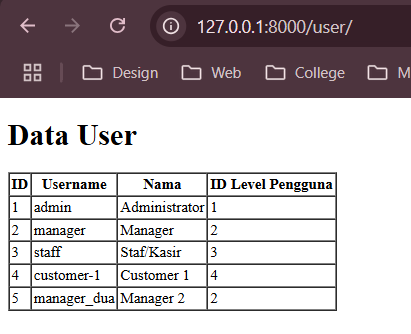 127.0.0.1:8000/user/
Design Web College M
Data User
ID Username Nama ID Level Pengguna
1 admin Administrator 1
2 manager Manager 2
3 staff Staf/Kasir 3
4 customer-1 Customer 1 4
5 manager_dua Manager 2 2